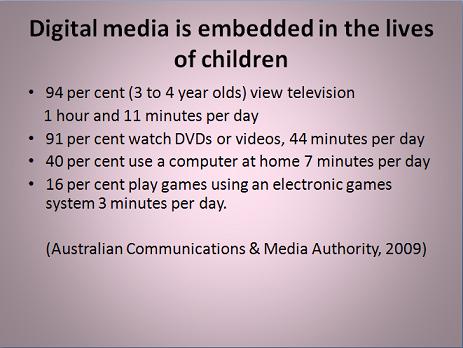 Digital media is embedded in the lives
of children
• 94 per cent (3 to 4 year olds) view television
1 hour and 11 minutes per day
• 91 per cent watch DVDs or videos, 44 minutes per day
• 40 per cent use a computer at home 7 minutes per day
• 16 per cent play games using an electronic games
system 3 minutes per day.
(Australian Communications & Media Authority, 2009)